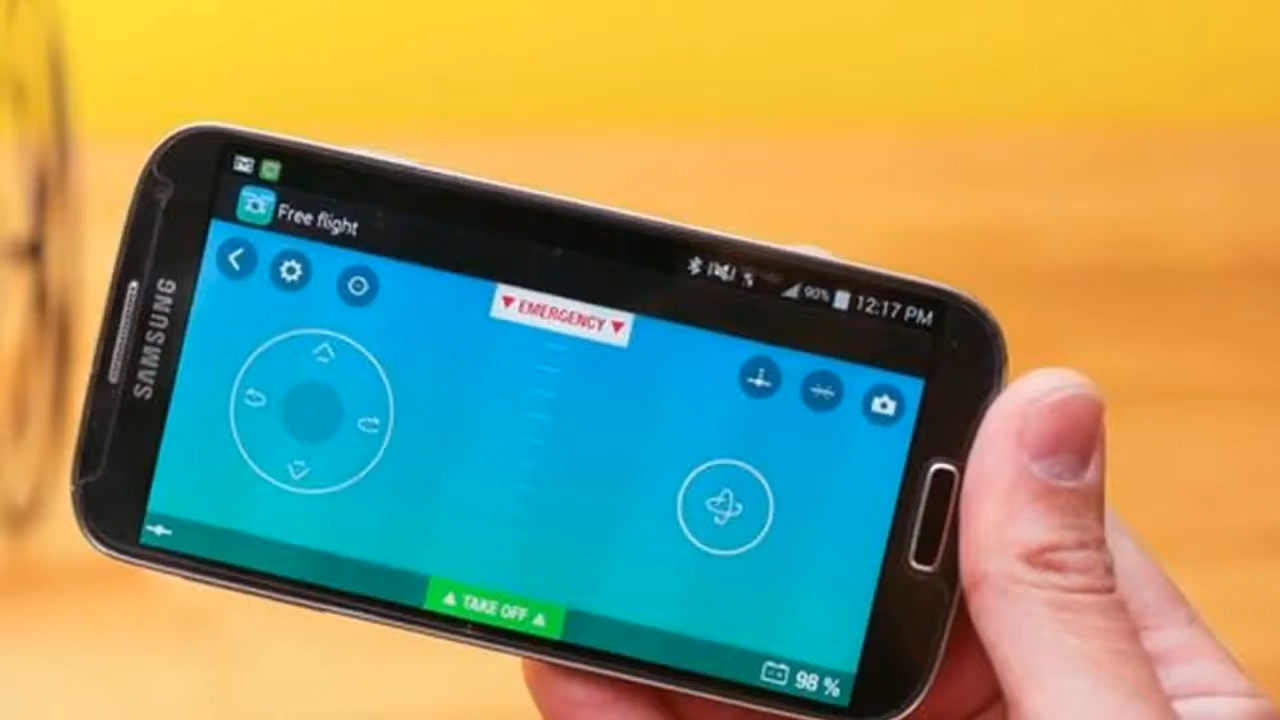 Free flight
90% 12:17 PM
SAMSUNG
EMERGENCY
TAKE OFF
98 %